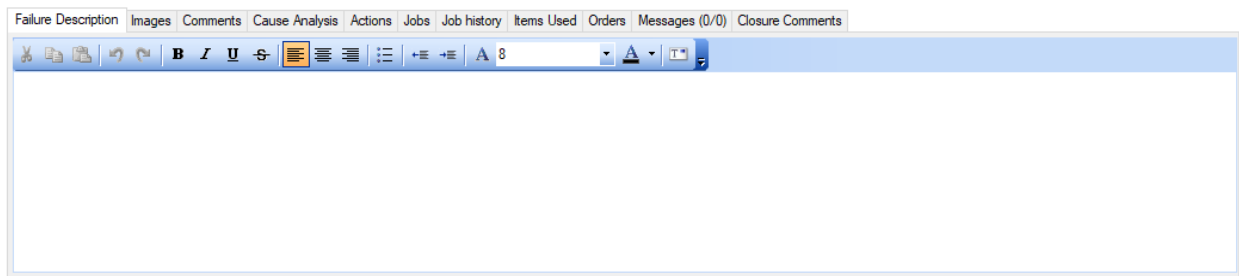 Failure Description Images Comments Cause Analysis Actions Jobs Job history Items Used Orders Messages (0/0) Closure Comments
B I U S A 8 A T